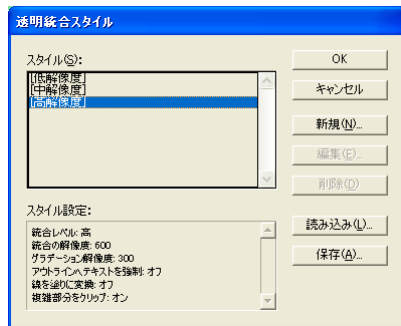 透明統合スタイル
スタイル(S):
[低解像度]
[中解像度]
[高解像度]
OK
キャンセル
新規(N)...
編集(E)...
削除(D)
スタイル設定:
統合レベル: 高
統合の解像度: 600
グラデーション解像度: 300
アウトラインへテキストを強制: オフ
線を塗りに変換: オフ
複雑部分をクリップ: オン
読み込み(L)...
保存(A)...